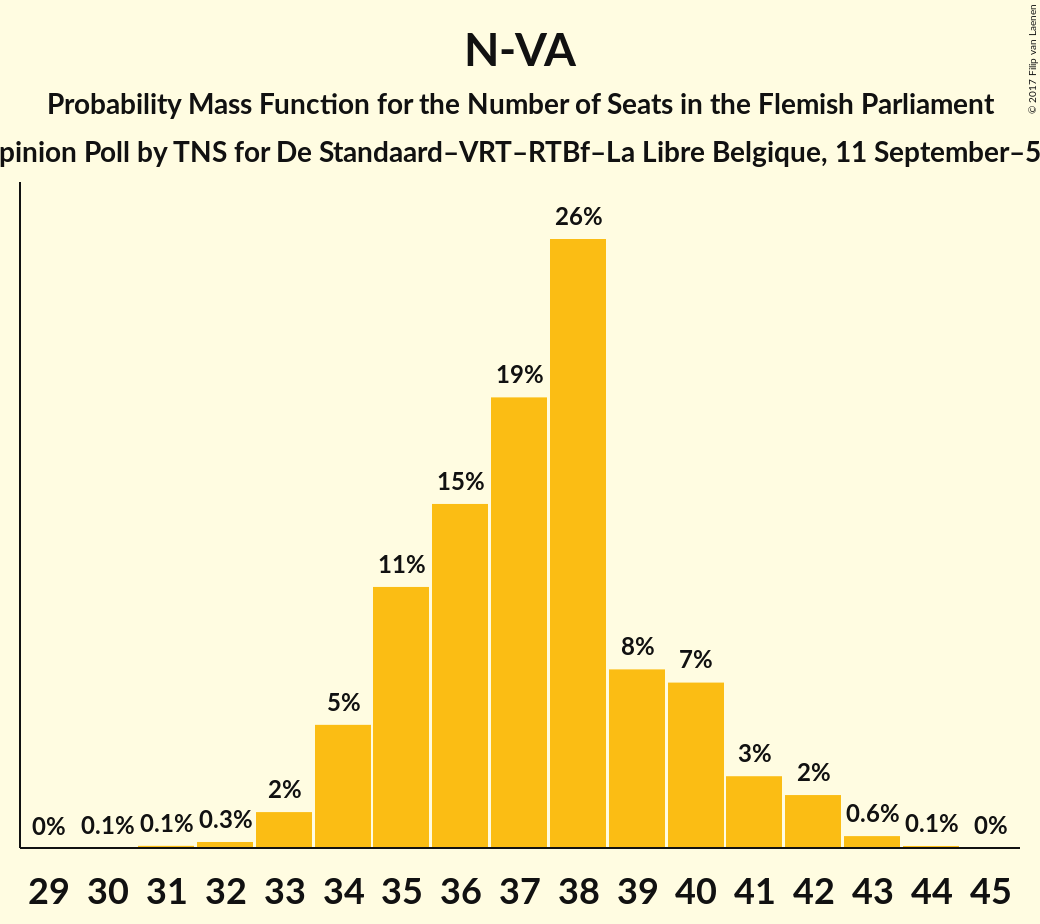 N-VA
Probability Mass Function for the Number of Seats in the Flemish Parliament
pinion Poll by TNS for De Standaard–VRT–RTBf–La Libre Belgique, 11 September–5
© 2017 Filip van Laenen
26%
19%
15%
11%
8%
7%
5%
3%
2%
2%
0% 0.1% 0.1% 0.3% 0.6% 0.1% 0%
29 30 31 32 33 34 35 36 37 38 39 40 41 42 43 44 45